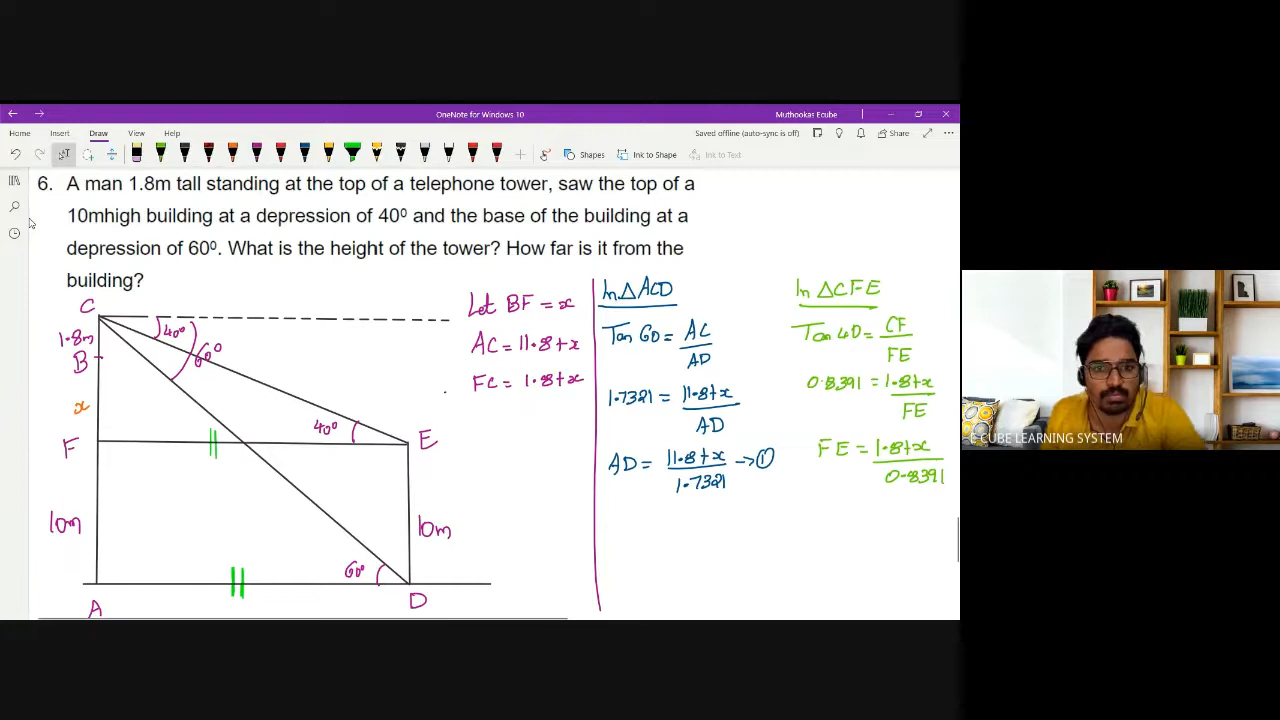 OneNote for Windows 10
Muthookas Ecube
Home Insert Draw View Help
Saved offline (auto-sync is off)
Share
Shapes
Ink to Shape
Ink to Text
6. A man 1.8m tall standing at the top of a telephone tower, saw the top of a
10mhigh building at a depression of 40⁰ and the base of the building at a
depression of 60⁰. What is the height of the tower? How far is it from the
building?
C
1.8m
B
x
F
10m
A
40°
60°
40°
E
10m
60°
D
Let BF = x
AC = 11.8+x
FC = 1.8+x
In △ ACD
Tan 60 = AC
AD
1.7321 = 11.8+x
AD
AD = 11.8+x → ①
1.7321
In △ CFE
Tan 40 = CF
FE
0.8391 = 1.8+x
FE
FE = 1.8+x
0.8391
E CUBE LEARNING SYSTEM